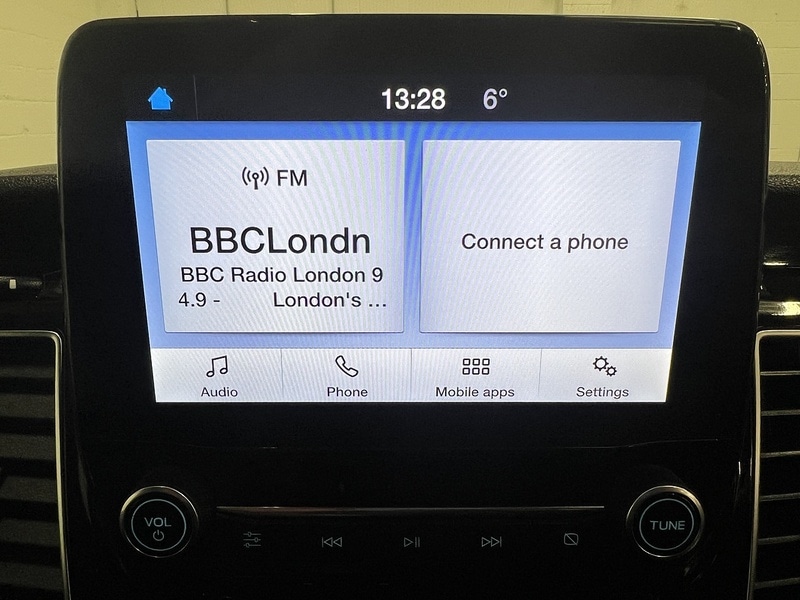 13:28 6°
FM
BBCLondn
BBC Radio London 9
4.9 - London's ...
Connect a phone
Audio Phone Mobile apps Settings
VOL
TUNE